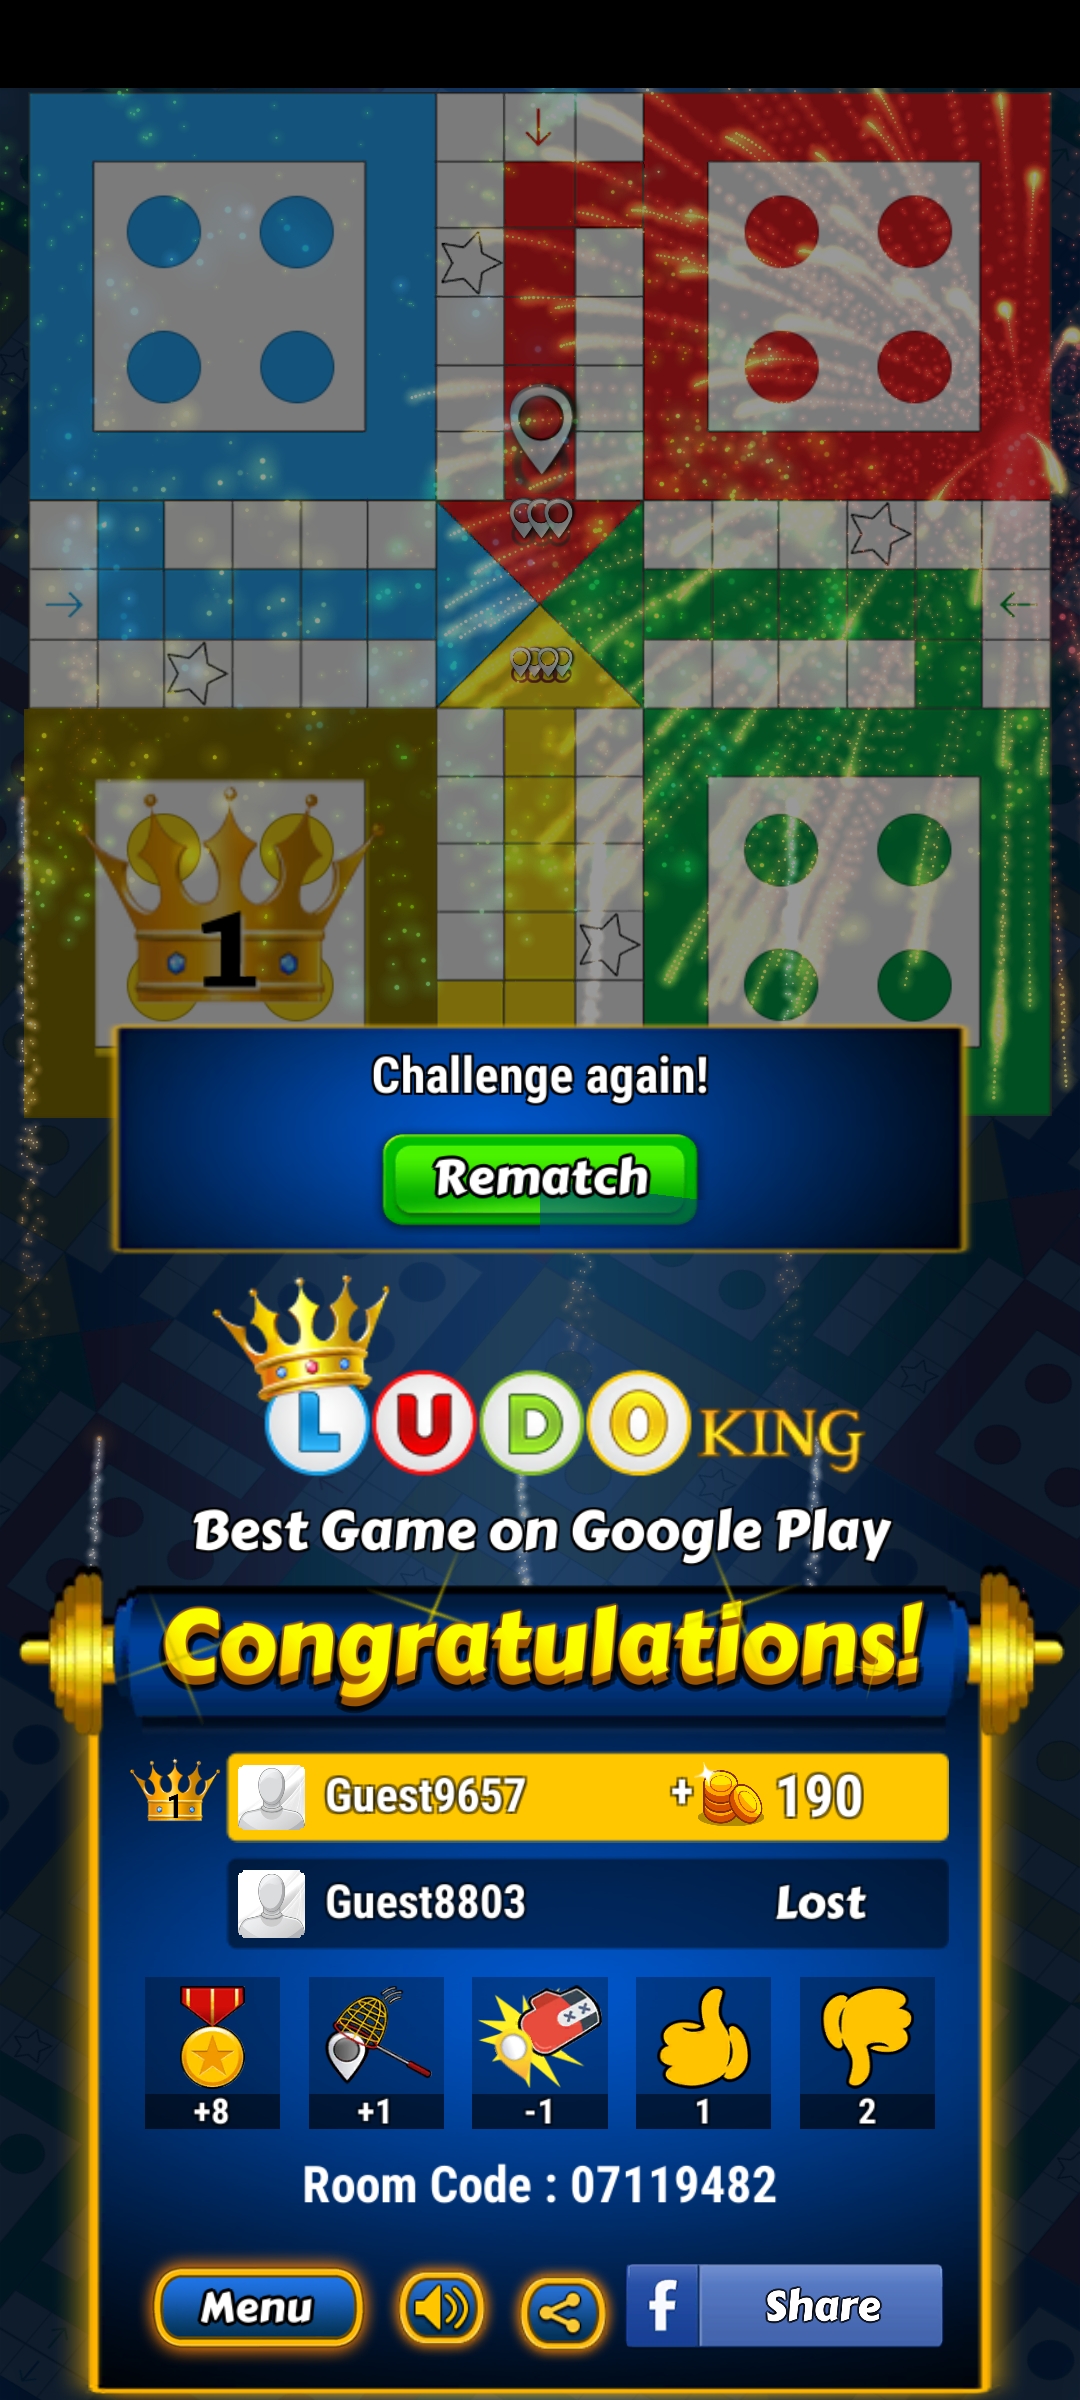 1
Challenge again!
Rematch
LUDO KING
Best Game on Google Play
Congratulations!
1 Guest9657 + 190
Guest8803 Lost
+8 +1 -1 1 2
Room Code : 07119482
Menu f Share